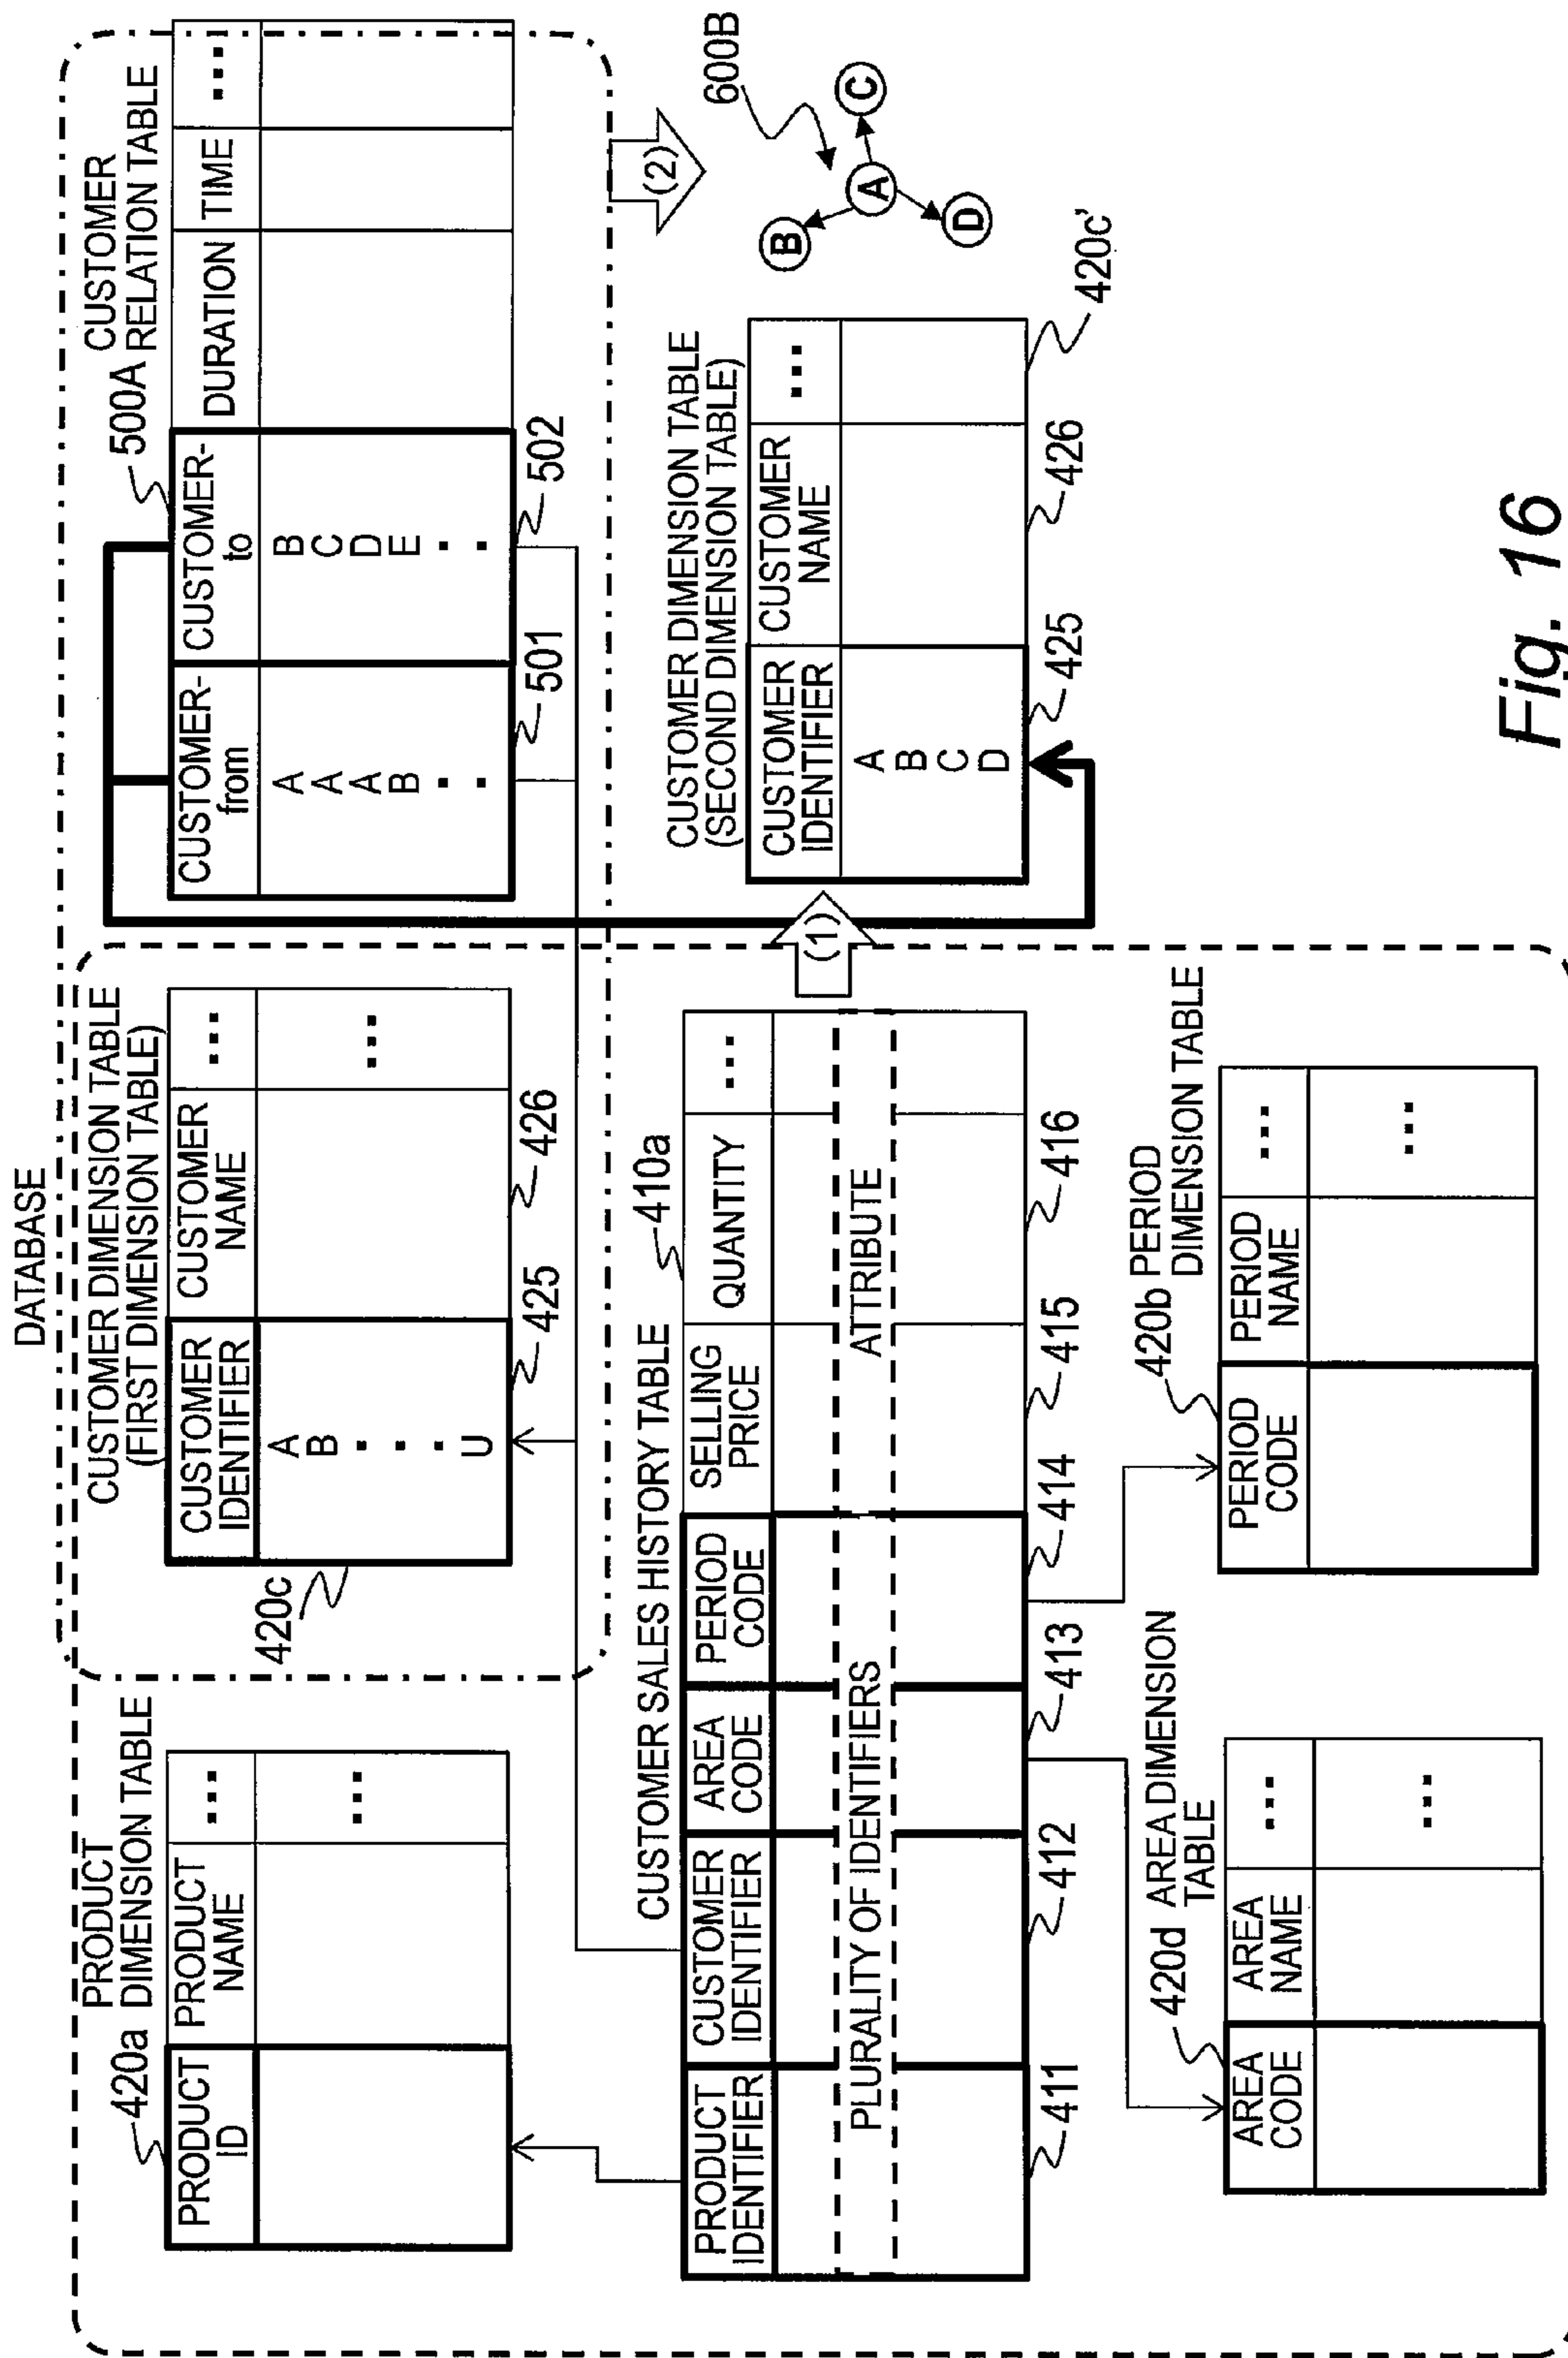 DATABASE
PRODUCT
420a DIMENSION TABLE
PRODUCT
ID
PRODUCT
NAME
...
...
CUSTOMER DIMENSION TABLE
(FIRST DIMENSION TABLE)
CUSTOMER
IDENTIFIER
CUSTOMER
NAME
...
A
B
.
.
.
U
...
420c
425
426
CUSTOMER
500A RELATION TABLE
CUSTOMER-
from
CUSTOMER-
to
DURATION
TIME
...
A
A
A
B
.
.
B
C
D
E
.
.
501
502
(2)
CUSTOMER SALES HISTORY TABLE
410a
PRODUCT
IDENTIFIER
CUSTOMER
IDENTIFIER
AREA
CODE
PERIOD
CODE
SELLING
PRICE
QUANTITY
...
PLURALITY OF IDENTIFIERS
ATTRIBUTE
411
412
413
414
415
416
(1)
CUSTOMER DIMENSION TABLE
(SECOND DIMENSION TABLE)
CUSTOMER
IDENTIFIER
CUSTOMER
NAME
...
A
B
C
D
425
426
420c'
600B
B
A
C
D
420d AREA DIMENSION
TABLE
AREA
CODE
AREA
NAME
...
...
420b PERIOD
DIMENSION TABLE
PERIOD
CODE
PERIOD
NAME
...
...
Fig. 16